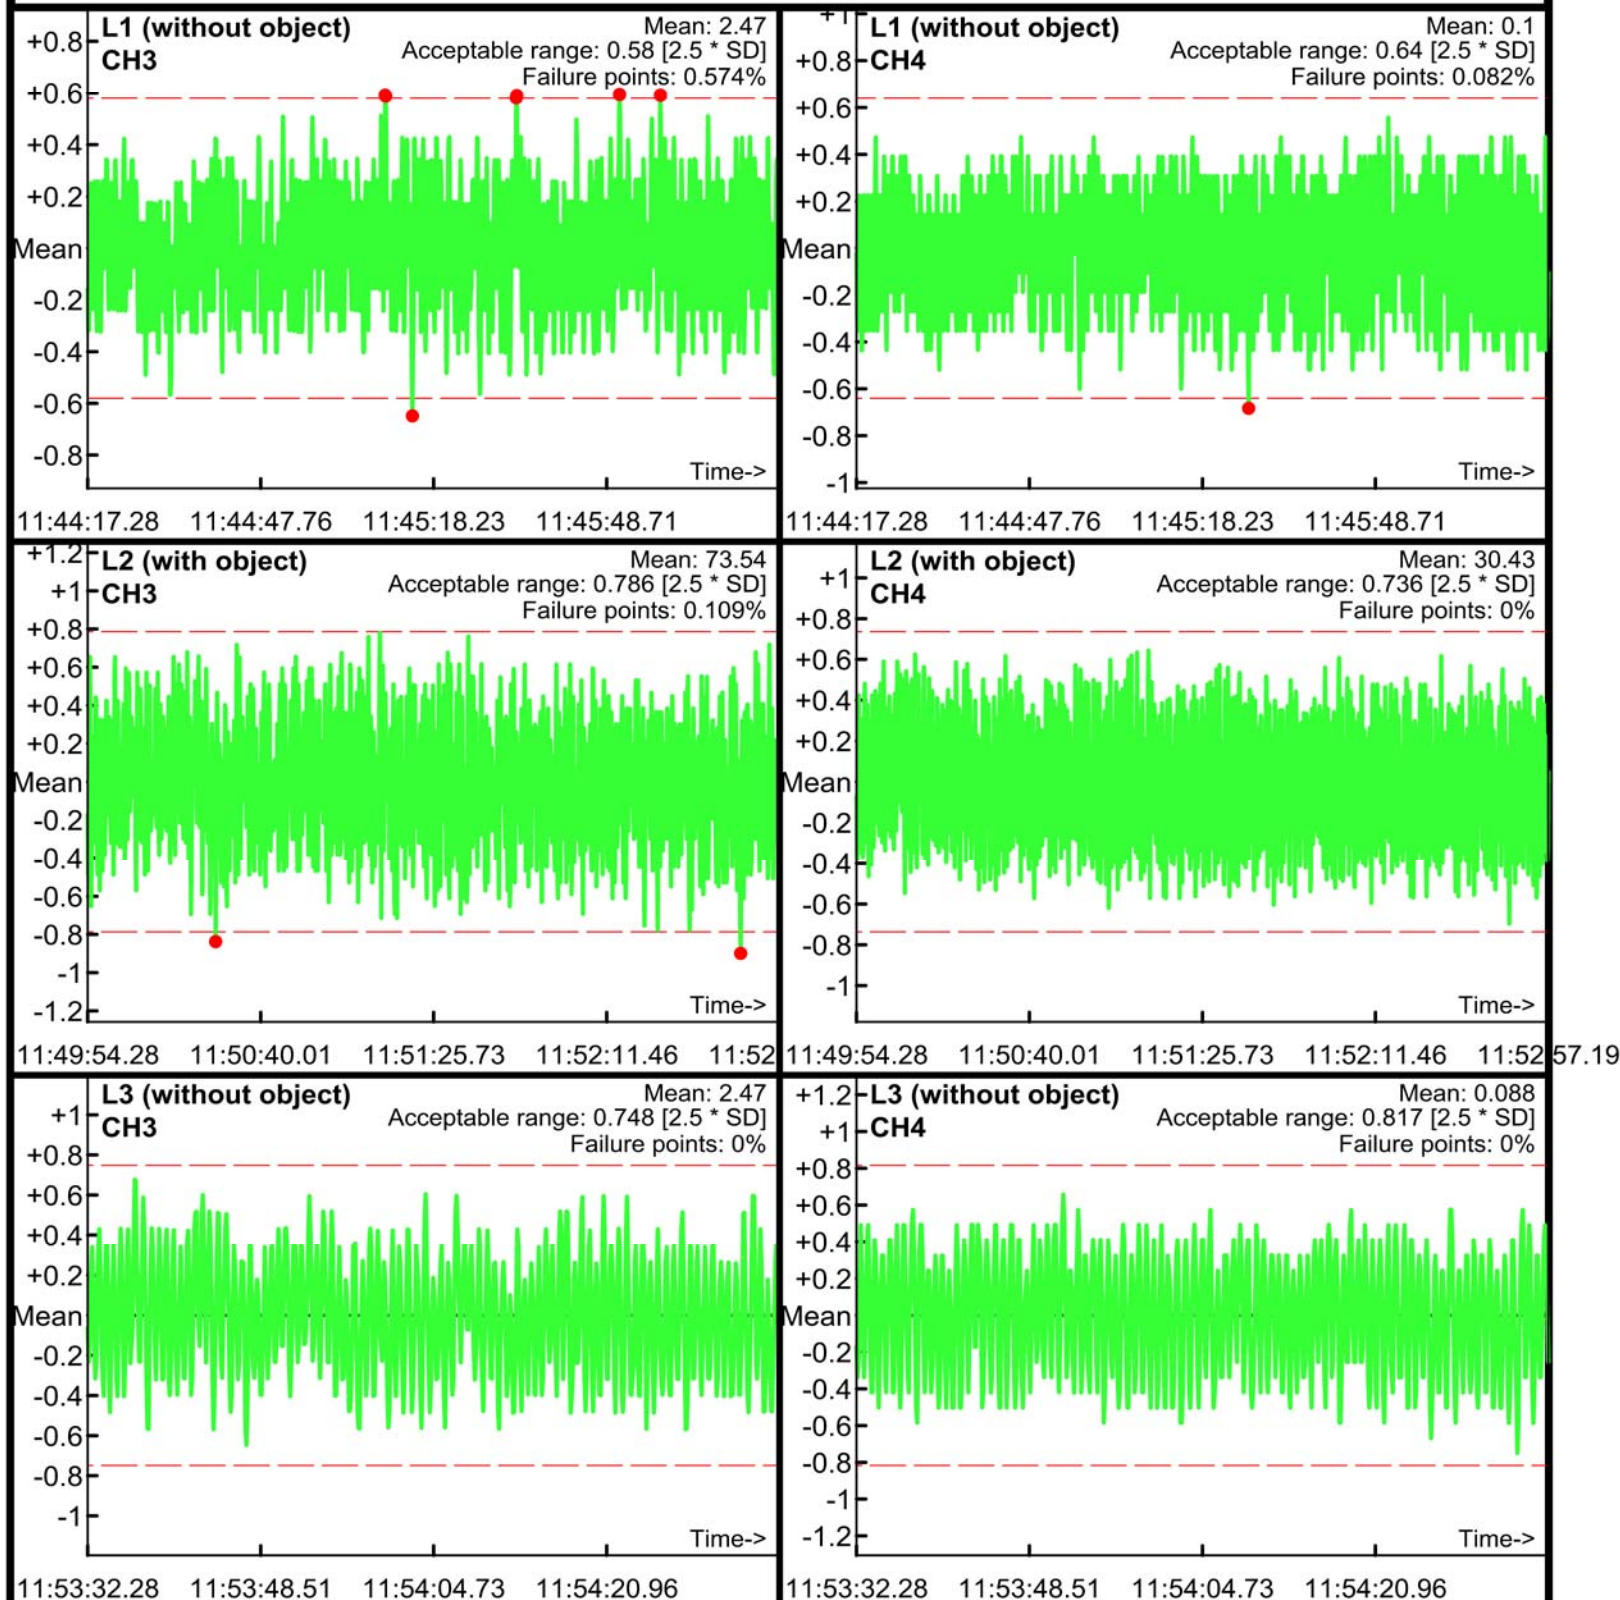 L1 (without object)
CH3
Mean: 2.47
Acceptable range: 0.58 [2.5 * SD]
Failure points: 0.574%
+0.8
+0.6
+0.4
+0.2
Mean
-0.2
-0.4
-0.6
-0.8
Time->
11:44:17.28 11:44:47.76 11:45:18.23 11:45:48.71
L1 (without object)
CH4
Mean: 0.1
Acceptable range: 0.64 [2.5 * SD]
Failure points: 0.082%
+1
+0.8
+0.6
+0.4
+0.2
Mean
-0.2
-0.4
-0.6
-0.8
-1
Time->
11:44:17.28 11:44:47.76 11:45:18.23 11:45:48.71
L2 (with object)
CH3
Mean: 73.54
Acceptable range: 0.786 [2.5 * SD]
Failure points: 0.109%
+1.2
+1
+0.8
+0.6
+0.4
+0.2
Mean
-0.2
-0.4
-0.6
-0.8
-1
-1.2
Time->
11:49:54.28 11:50:40.01 11:51:25.73 11:52:11.46 11:52
L2 (with object)
CH4
Mean: 30.43
Acceptable range: 0.736 [2.5 * SD]
Failure points: 0%
+1
+0.8
+0.6
+0.4
+0.2
Mean
-0.2
-0.4
-0.6
-0.8
-1
Time->
11:49:54.28 11:50:40.01 11:51:25.73 11:52:11.46 11:52:57.19
L3 (without object)
CH3
Mean: 2.47
Acceptable range: 0.748 [2.5 * SD]
Failure points: 0%
+1
+0.8
+0.6
+0.4
+0.2
Mean
-0.2
-0.4
-0.6
-0.8
-1
Time->
11:53:32.28 11:53:48.51 11:54:04.73 11:54:20.96
L3 (without object)
CH4
Mean: 0.088
Acceptable range: 0.817 [2.5 * SD]
Failure points: 0%
+1.2
+1
+0.8
+0.6
+0.4
+0.2
Mean
-0.2
-0.4
-0.6
-0.8
-1
-1.2
Time->
11:53:32.28 11:53:48.51 11:54:04.73 11:54:20.96